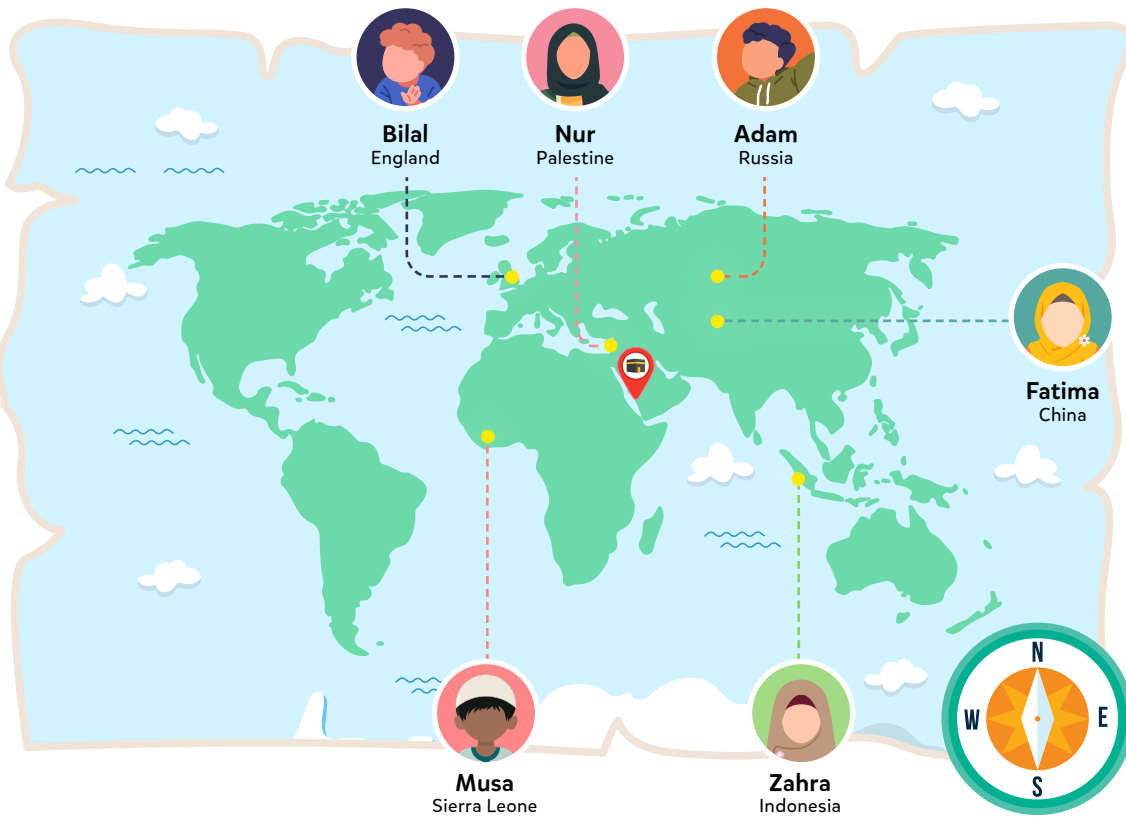 Bilal
England
Nur
Palestine
Adam
Russia
Fatima
China
Musa
Sierra Leone
Zahra
Indonesia
N
W
E
S